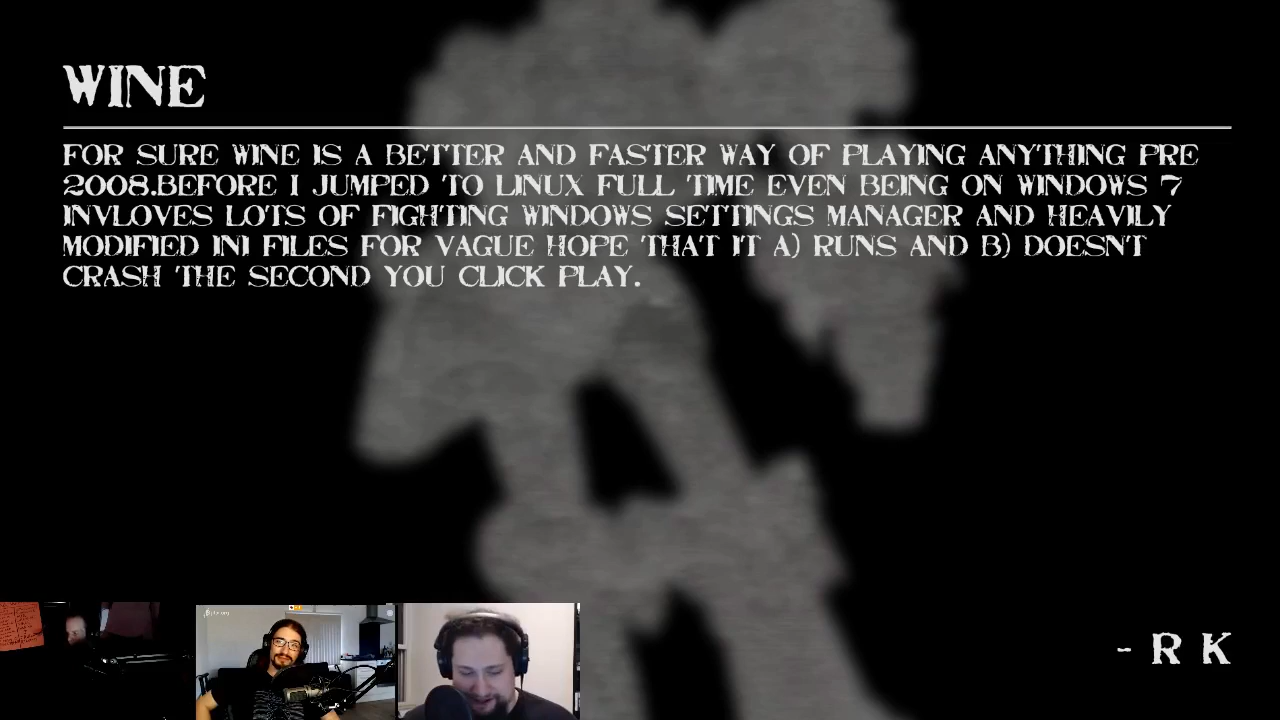 WINE
FOR SURE WINE IS A BETTER AND FASTER WAY OF PLAYING ANYTHING PRE
2008.BEFORE I JUMPED TO LINUX FULL TIME EVEN BEING ON WINDOWS 7
INVLOVES LOTS OF FIGHTING WINDOWS SETTINGS MANAGER AND HEAVILY
MODIFIED INI FILES FOR VAGUE HOPE THAT IT A) RUNS AND B) DOESNT
CRASH THE SECOND YOU CLICK PLAY.
- R K